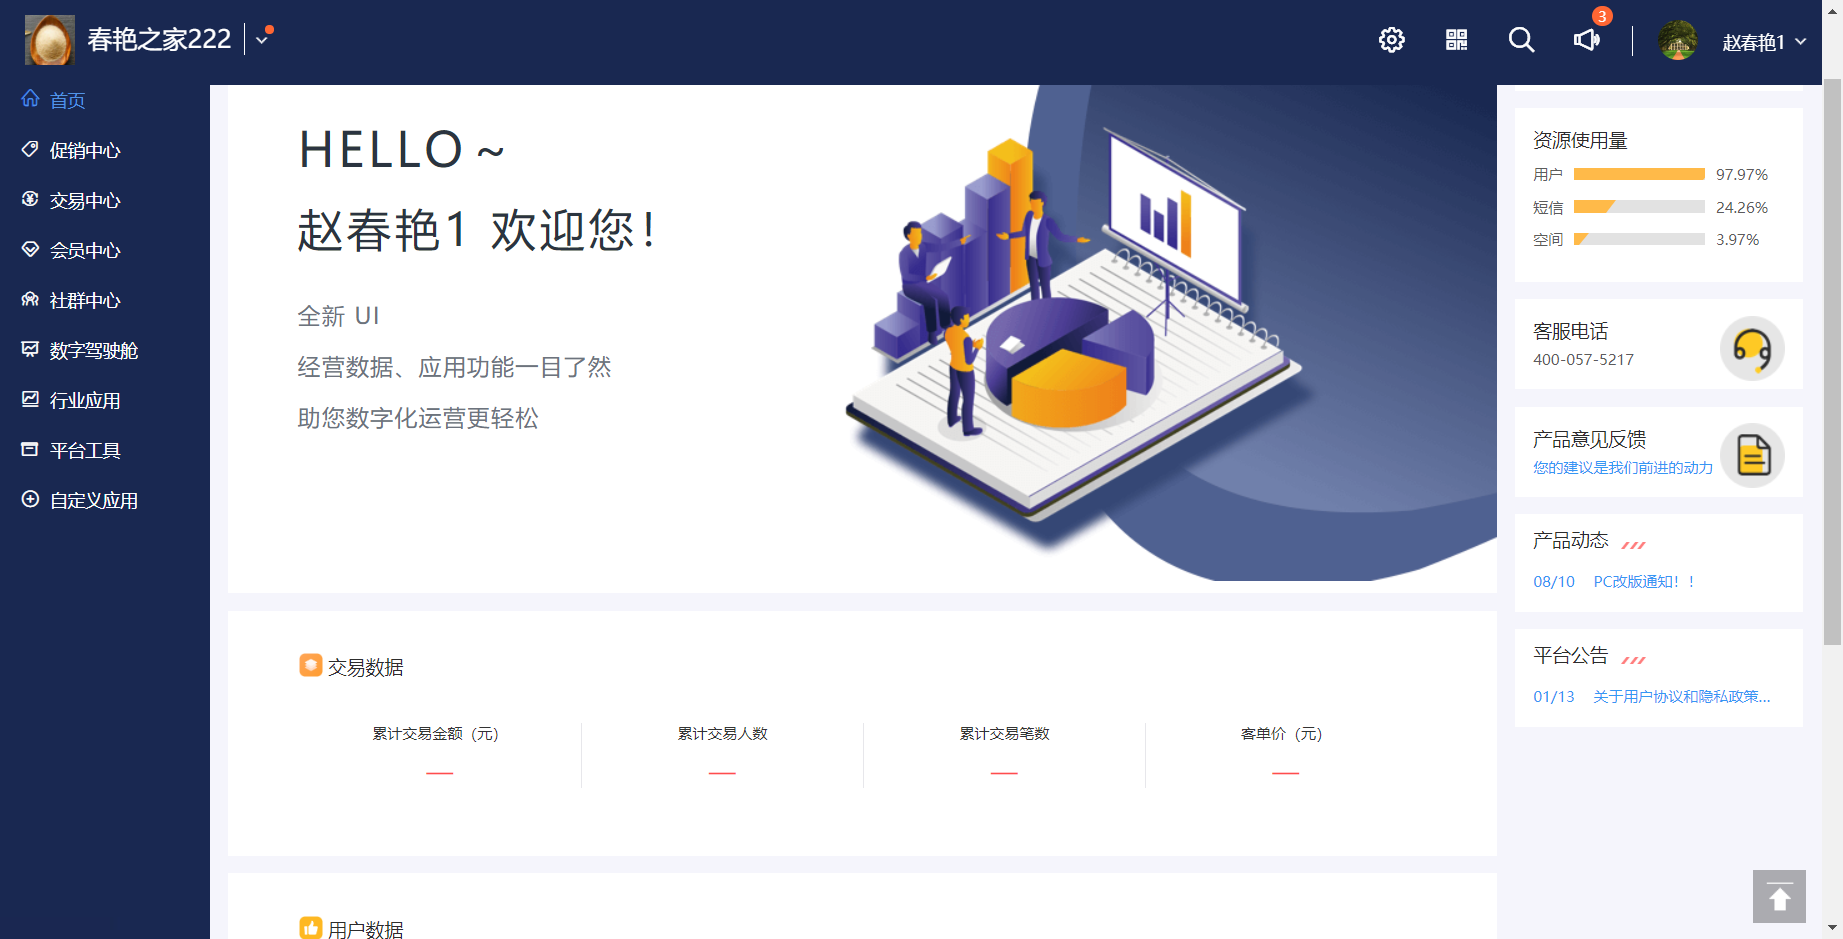 春艳之家222
3
赵春艳1
首页
促销中心
交易中心
会员中心
社群中心
数字驾驶舱
行业应用
平台工具
自定义应用
HELLO ~
赵春艳1 欢迎您！
全新 UI
经营数据、应用功能一目了然
助您数字化运营更轻松
交易数据
累计交易金额（元）
累计交易人数
累计交易笔数
客单价（元）
用户数据
资源使用量
用户 97.97%
短信 24.26%
空间 3.97%
客服电话
400-057-5217
产品意见反馈
您的建议是我们前进的动力
产品动态
08/10 PC改版通知！！
平台公告
01/13 关于用户协议和隐私政策...